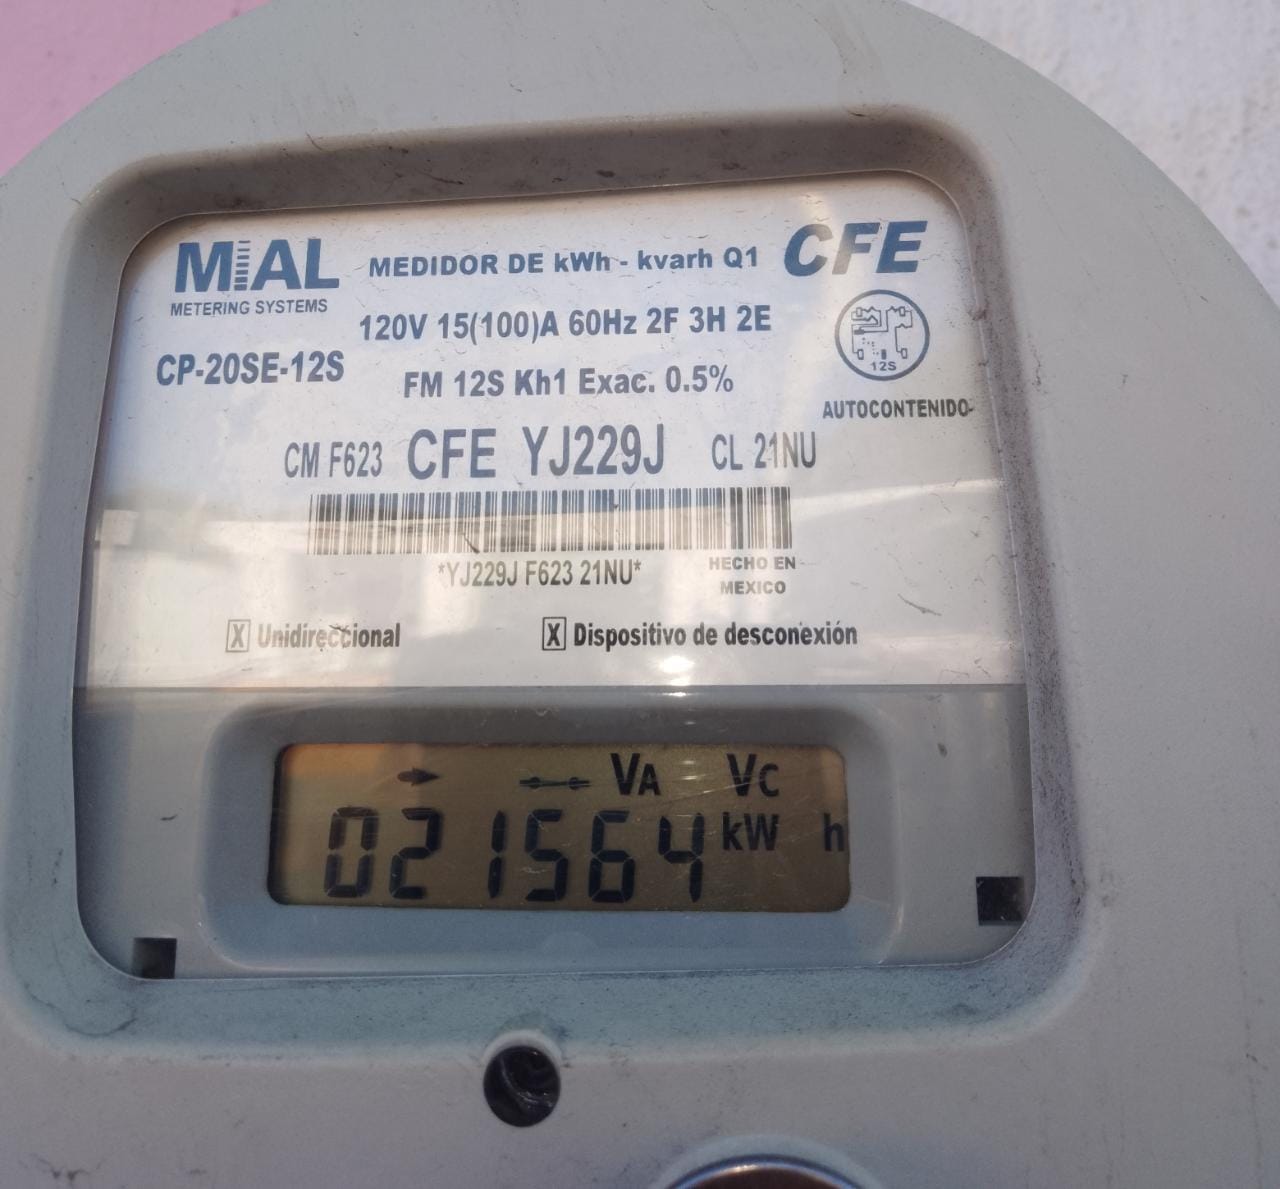 MIAL MEDIDOR DE kWh - kvarh Q1 CFE
METERING SYSTEMS
120V 15(100)A 60Hz 2F 3H 2E
CP-20SE-12S
FM 12S Kh1 Exac. 0.5%
12S
AUTOCONTENIDO
CM F623 CFE YJ229J CL 21NU
*YJ229J F623 21NU*
HECHO EN
MEXICO
X Unidireccional X Dispositivo de desconexión
VA VC
021564 kW h